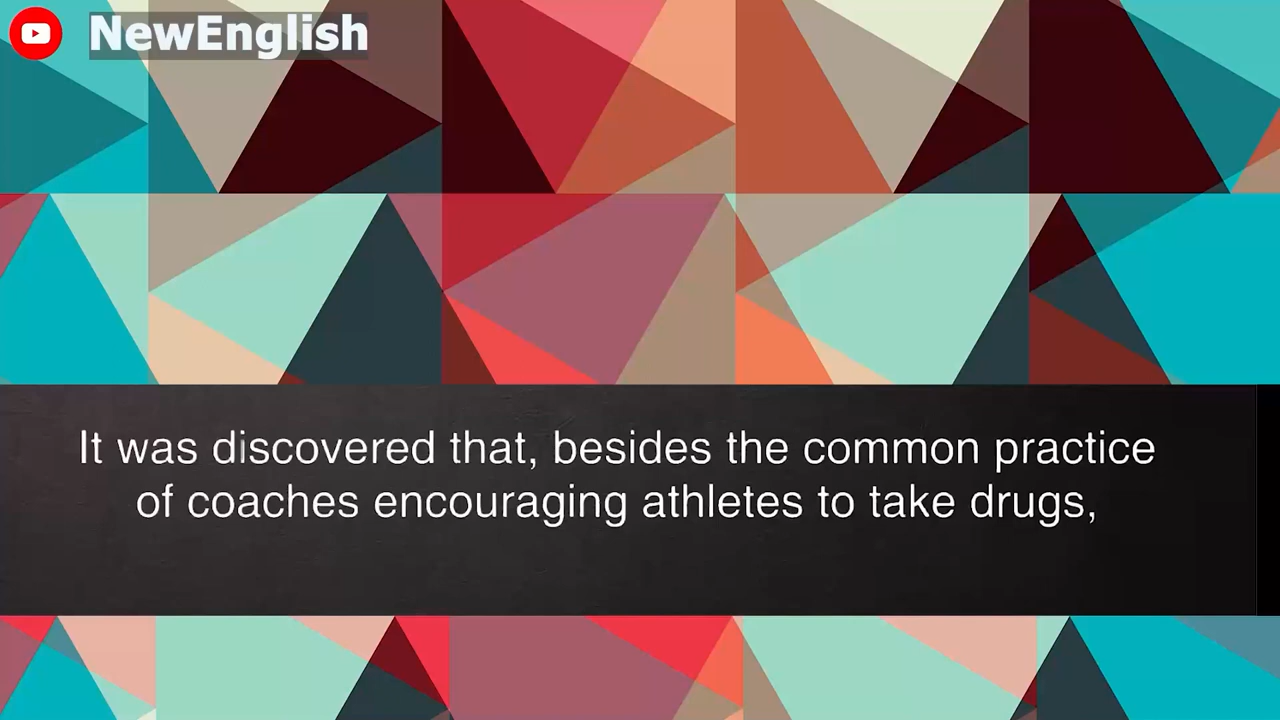 NewEnglish
It was discovered that, besides the common practice
of coaches encouraging athletes to take drugs,